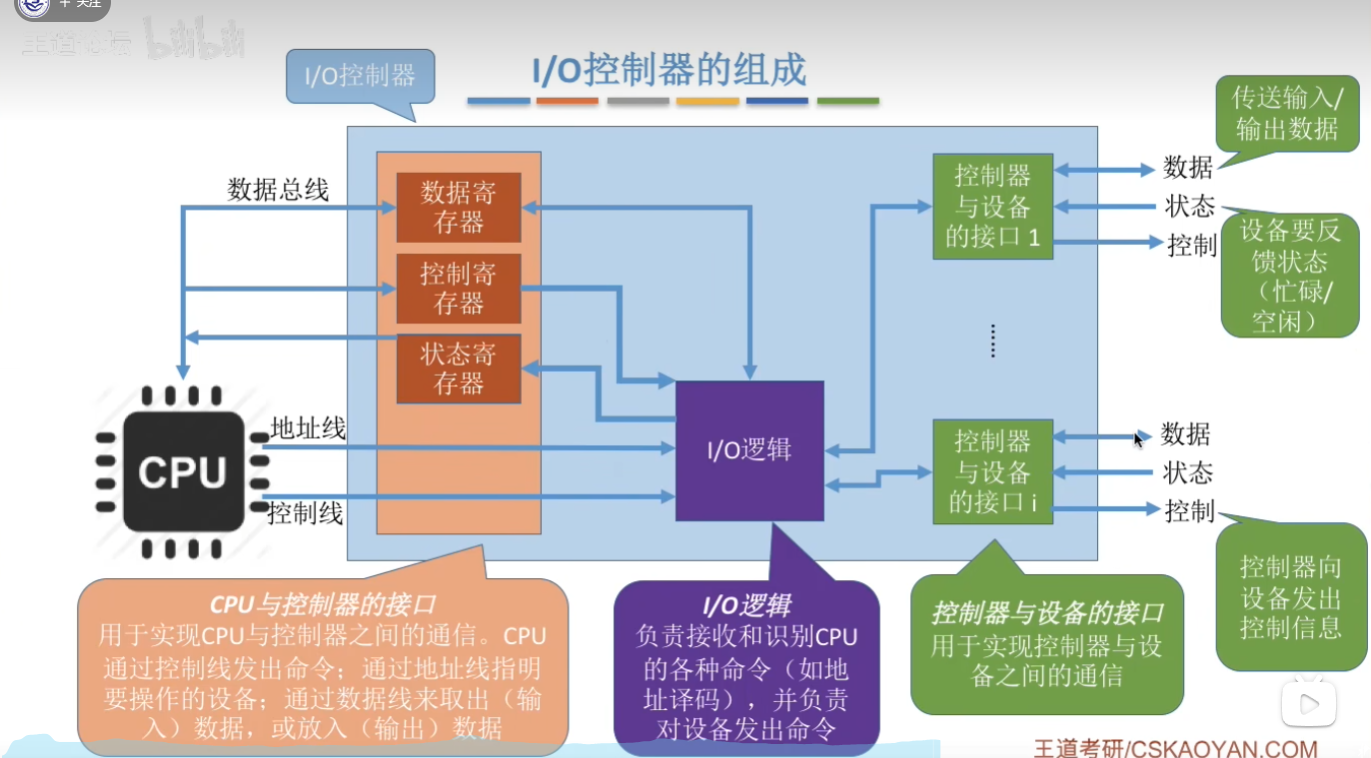 关注
王道论坛 bilibili
I/O控制器
I/O控制器的组成
传送输入/
输出数据
数据总线
数据寄
存器
控制寄
存器
状态寄
存器
控制器
与设备
的接口 1
数据
状态
控制
设备要反
馈状态
（忙碌/
空闲）
CPU
地址线
控制线
I/O逻辑
控制器
与设备
的接口 i
数据
状态
控制
控制器向
设备发出
控制信息
CPU与控制器的接口
用于实现CPU与控制器之间的通信。CPU
通过控制线发出命令；通过地址线指明
要操作的设备；通过数据线来取出（输
入）数据，或放入（输出）数据
I/O逻辑
负责接收和识别CPU
的各种命令（如地
址译码），并负责
对设备发出命令
控制器与设备的接口
用于实现控制器与设
备之间的通信
王道考研/CSKAOYAN.COM